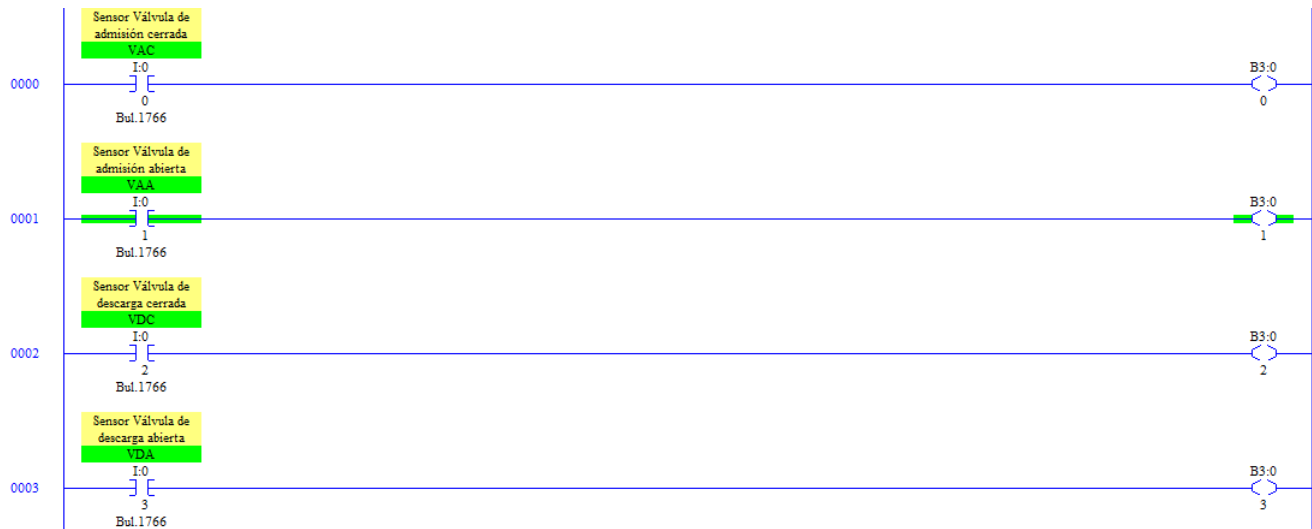 Sensor Válvula de
admisión cerrada
VAC
I:0
B3:0
0000
0
0
Bul.1766
Sensor Válvula de
admisión abierta
VAA
I:0
B3:0
0001
1
1
Bul.1766
Sensor Válvula de
descarga cerrada
VDC
I:0
B3:0
0002
2
2
Bul.1766
Sensor Válvula de
descarga abierta
VDA
I:0
B3:0
0003
3
3
Bul.1766